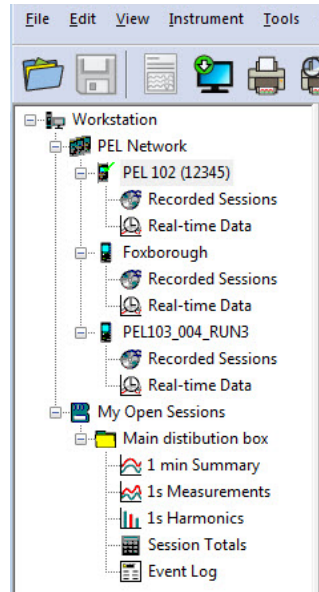 File Edit View Instrument Tools
Workstation
PEL Network
PEL 102 (12345)
Recorded Sessions
Real-time Data
Foxborough
Recorded Sessions
Real-time Data
PEL103_004_RUN3
Recorded Sessions
Real-time Data
My Open Sessions
Main distibution box
1 min Summary
1s Measurements
1s Harmonics
Session Totals
Event Log